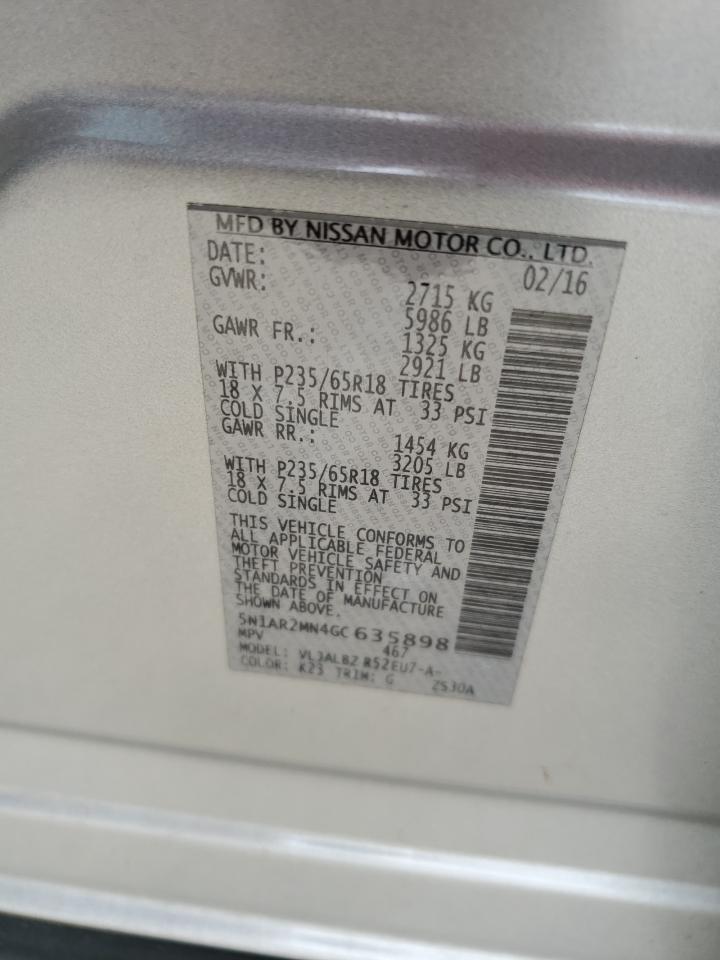 MFD BY NISSAN MOTOR CO., LTD.
DATE: 02/16
GVWR: 2715 KG
5986 LB
GAWR FR.: 1325 KG
2921 LB
WITH P235/65R18 TIRES
18 X 7.5 RIMS AT 33 PSI
COLD SINGLE
GAWR RR.: 1454 KG
3205 LB
WITH P235/65R18 TIRES
18 X 7.5 RIMS AT 33 PSI
COLD SINGLE
THIS VEHICLE CONFORMS TO
ALL APPLICABLE FEDERAL
MOTOR VEHICLE SAFETY AND
THEFT PREVENTION
STANDARDS IN EFFECT ON
THE DATE OF MANUFACTURE
SHOWN ABOVE.
5N1AR2MN4GC635898
MPV 467
MODEL: R52EU7-A-
COLOR: K23 TRIM: G ZS30A